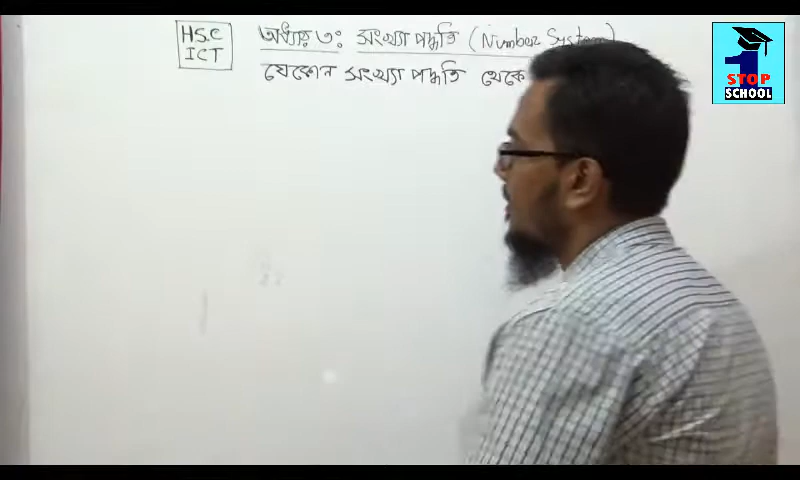 HSC
ICT
অধ্যায় ৩ঃ সংখ্যা পদ্ধতি (Number System)
যেকোন সংখ্যা পদ্ধতি থেকে
1
STOP
SCHOOL